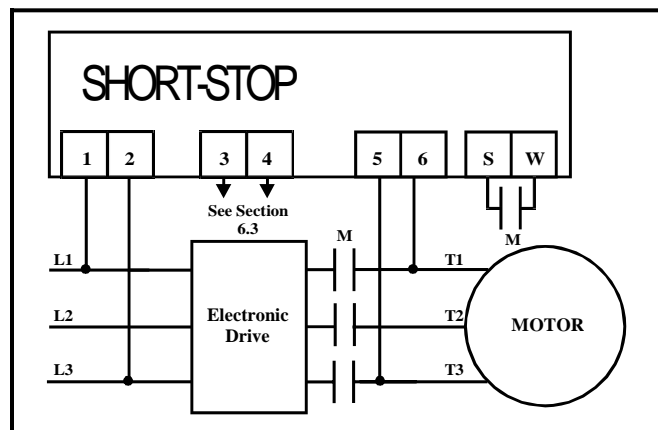 SHORT-STOP
1 2 3 4 5 6 S W
See Section
6.3
M
M
L1
T1
L2
Electronic
Drive
T2
MOTOR
L3
T3